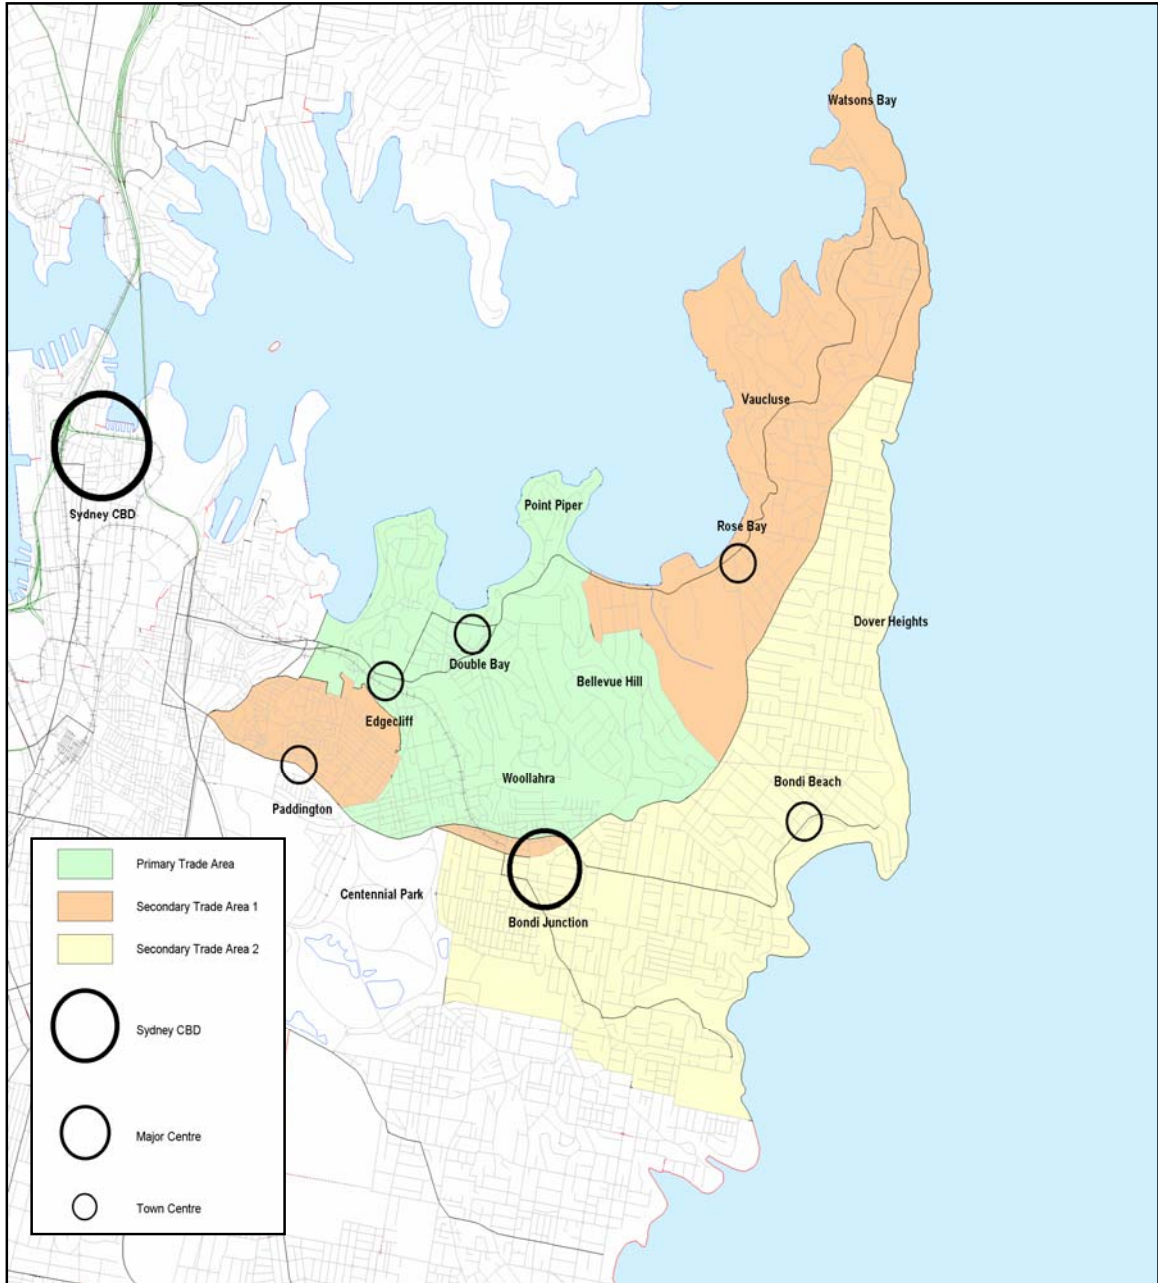 Watsons Bay
Vaucluse
Sydney CBD
Point Piper
Rose Bay
Dover Heights
Double Bay
Bellevue Hill
Edgecliff
Woollahra
Bondi Beach
Paddington
Centennial Park
Bondi Junction
Primary Trade Area
Secondary Trade Area 1
Secondary Trade Area 2
Sydney CBD
Major Centre
Town Centre